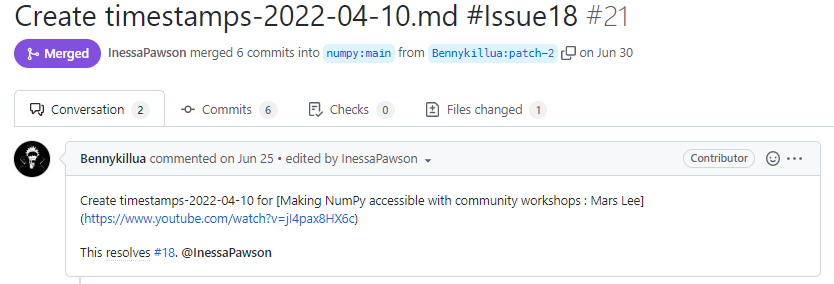 Create timestamps-2022-04-10.md #Issue18 #21
Merged InessaPawson merged 6 commits into numpy:main from Bennykillua:patch-2 on Jun 30
Conversation 2 Commits 6 Checks 0 Files changed 1
Bennykillua commented on Jun 25 • edited by InessaPawson Contributor
Create timestamps-2022-04-10 for [Making NumPy accessible with community workshops : Mars Lee]
(https://www.youtube.com/watch?v=jI4pax8HX6c)
This resolves #18. @InessaPawson